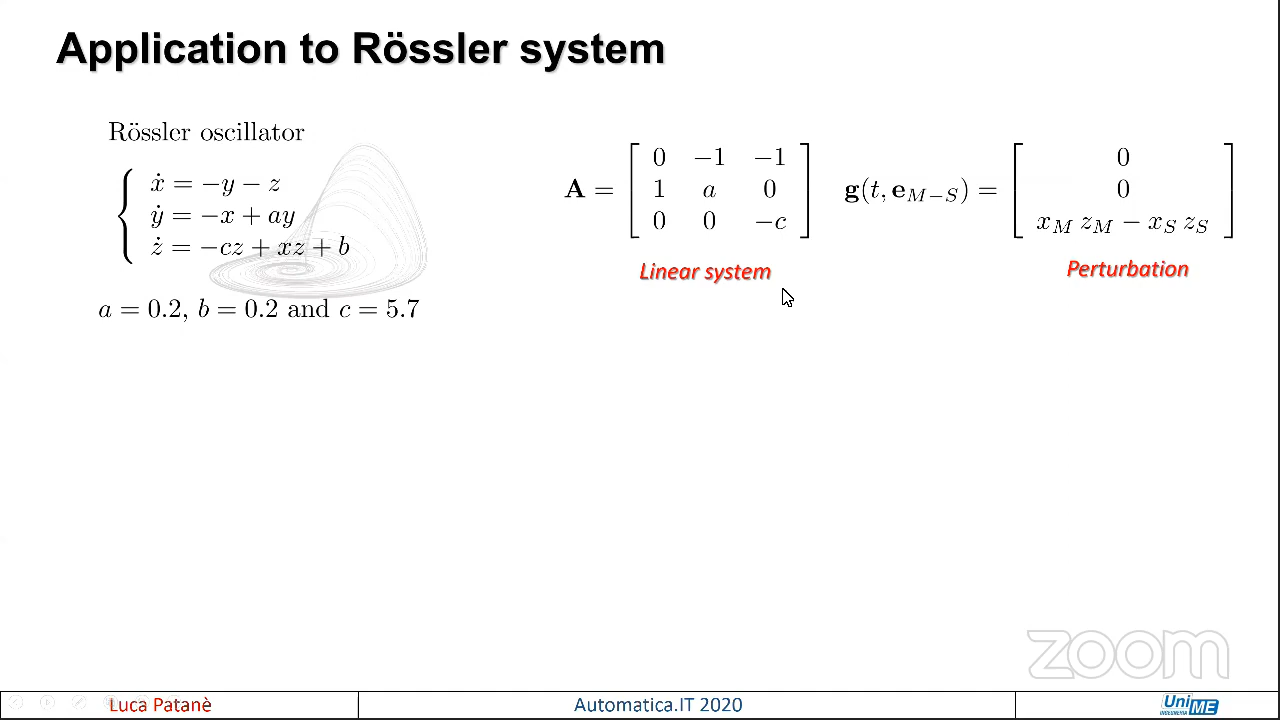 Application to Rössler system
Rössler oscillator
ẋ = −y − z
ẏ = −x + ay
ż = −cz + xz + b
a = 0.2, b = 0.2 and c = 5.7
A = [ 0 −1 −1
1 a 0
0 0 −c ]
Linear system
g(t, e_{M−S}) = [ 0
0
x_M z_M − x_S z_S ]
Perturbation
zoom
Luca Patanè
Automatica.IT 2020
UniME
INGEGNERIA